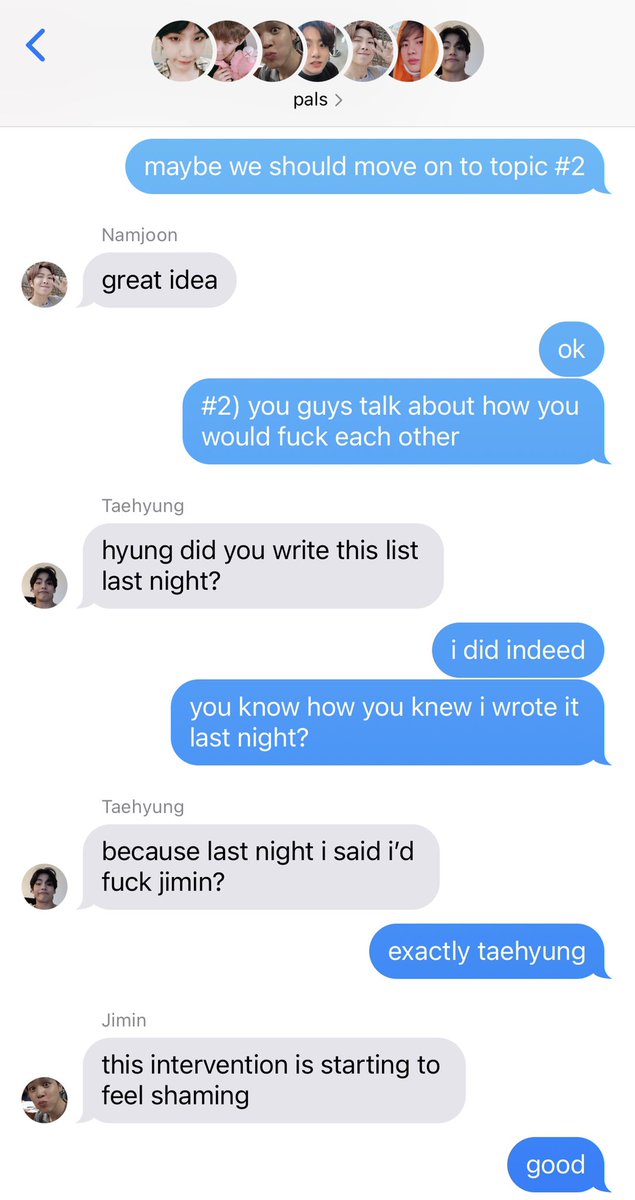 pals
maybe we should move on to topic #2
Namjoon
great idea
ok
#2) you guys talk about how you
would fuck each other
Taehyung
hyung did you write this list
last night?
i did indeed
you know how you knew i wrote it
last night?
Taehyung
because last night i said i’d
fuck jimin?
exactly taehyung
Jimin
this intervention is starting to
feel shaming
good